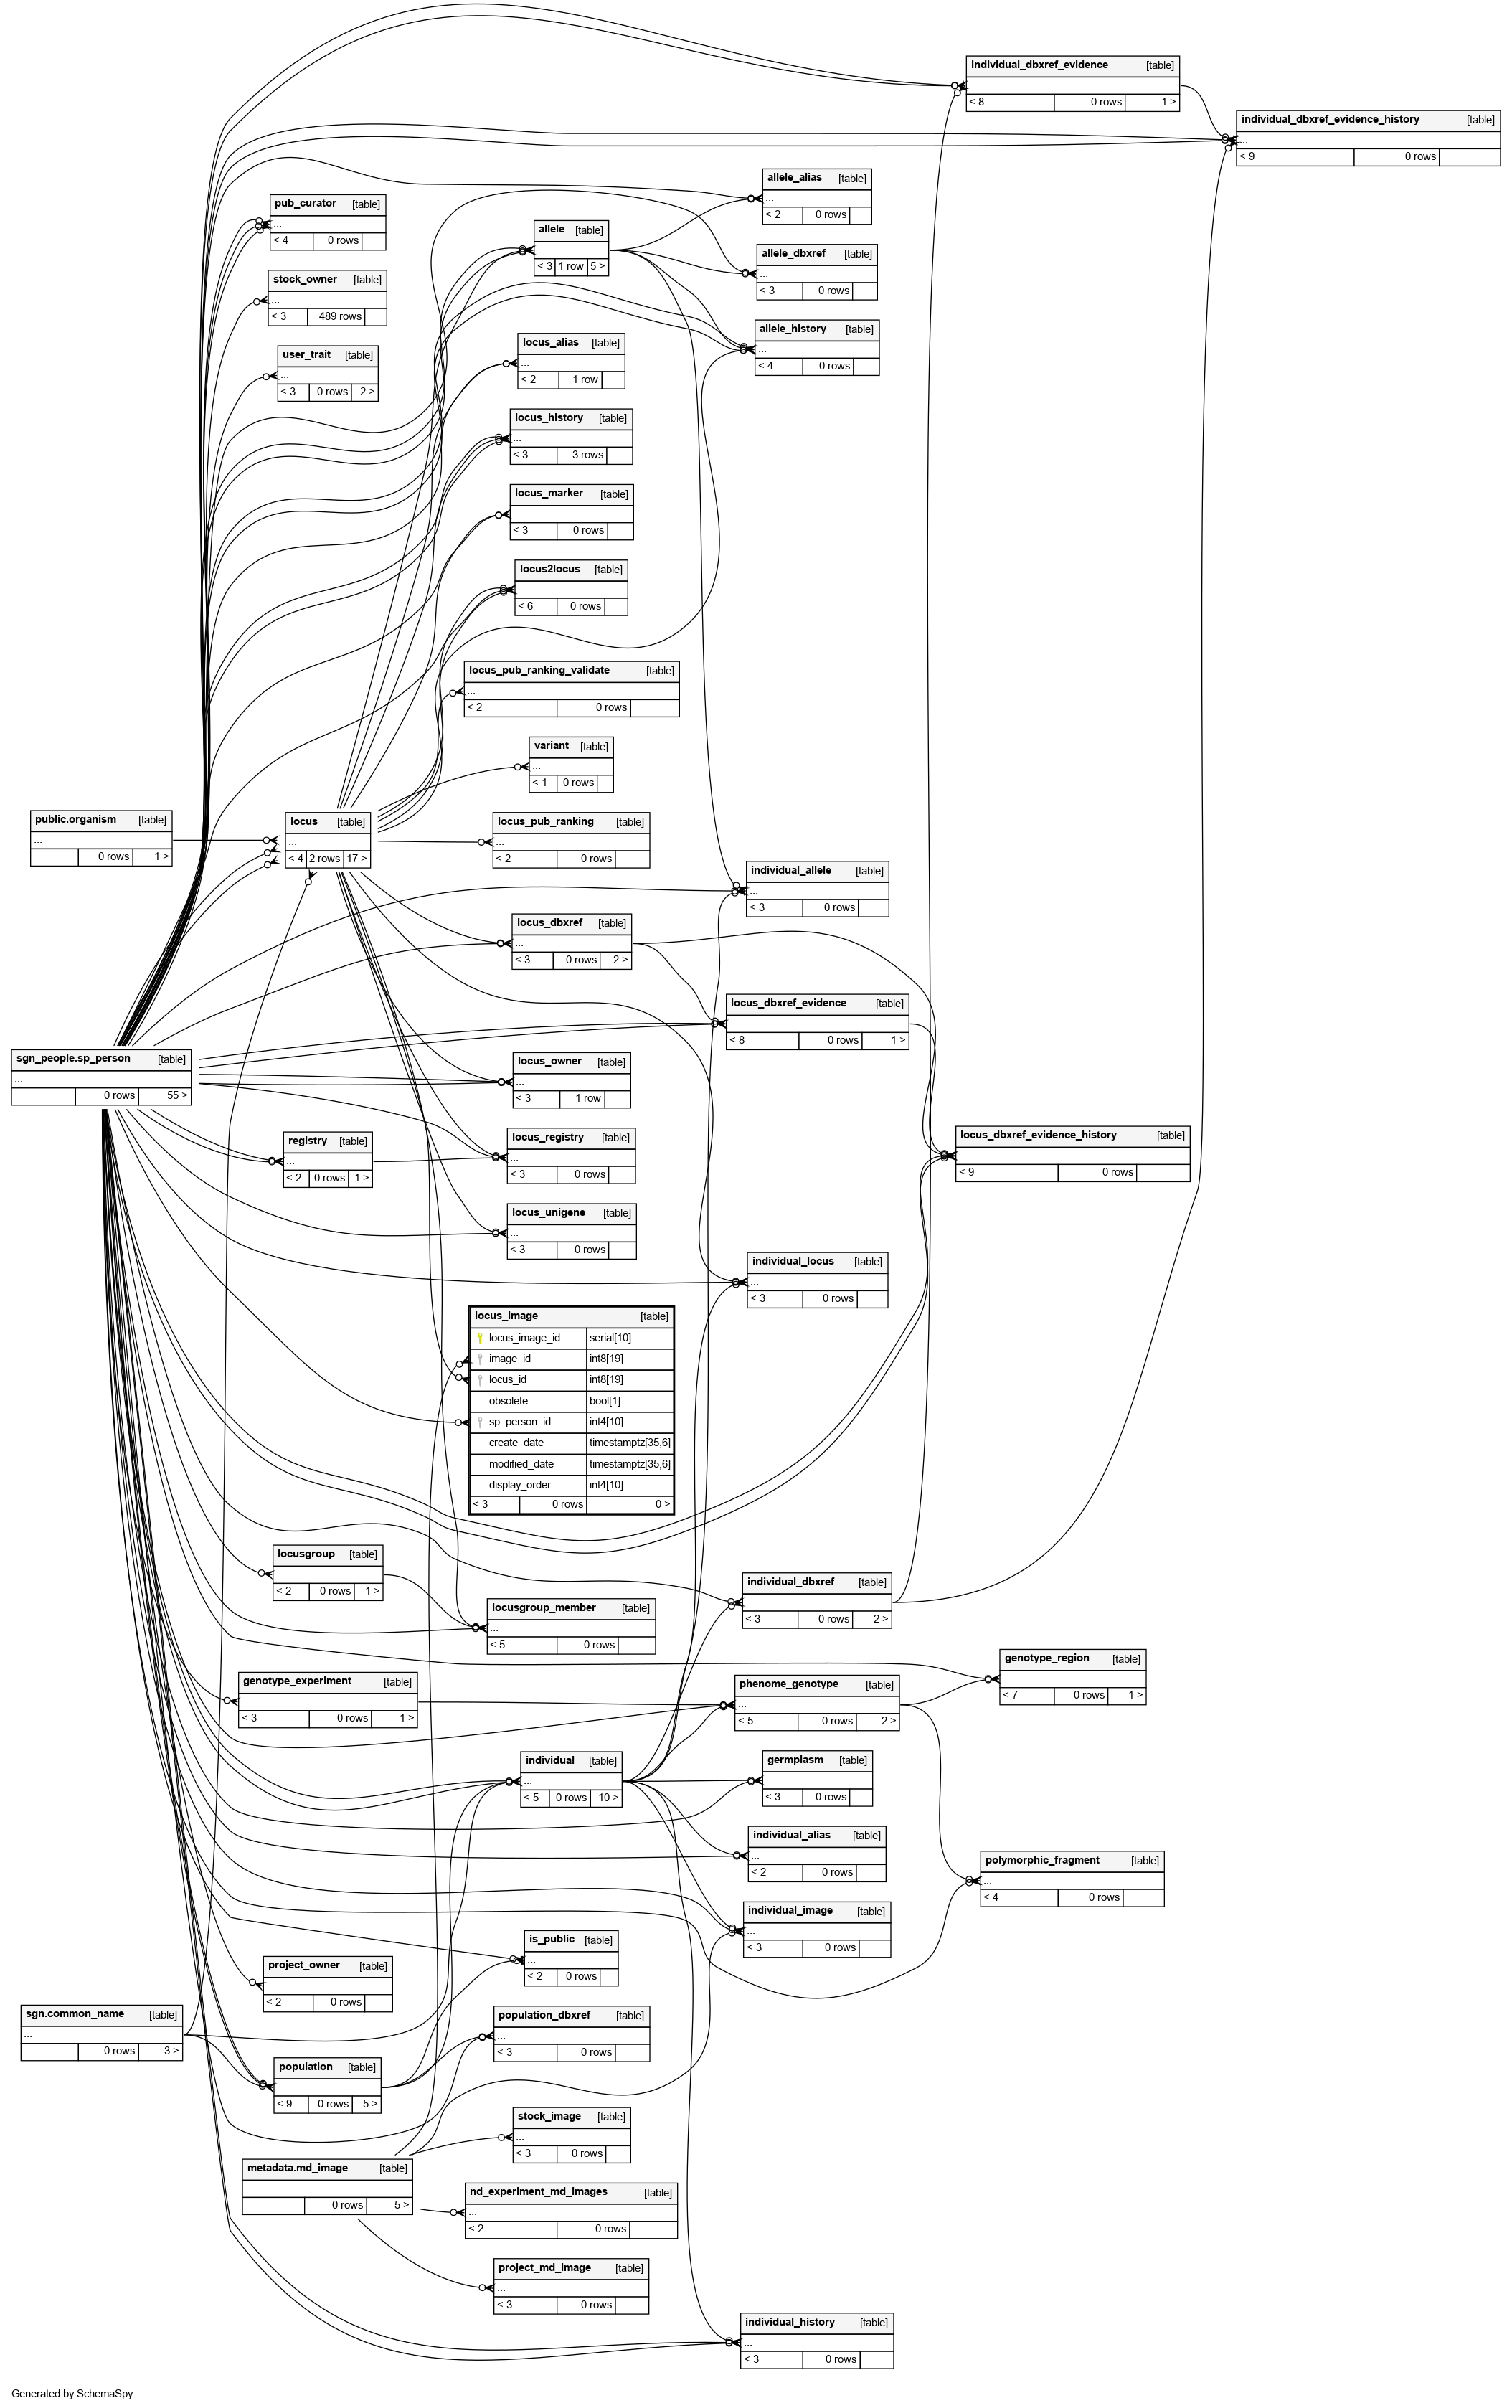 individual_dbxref_evidence [table]
...
< 8 0 rows 1 >
individual_dbxref_evidence_history [table]
...
< 9 0 rows
allele_alias [table]
...
< 2 0 rows
pub_curator [table]
...
< 4 0 rows
allele [table]
...
< 3 1 row 5 >
allele_dbxref [table]
...
< 3 0 rows
stock_owner [table]
...
< 3 489 rows
allele_history [table]
...
< 4 0 rows
locus_alias [table]
...
< 2 1 row
user_trait [table]
...
< 3 0 rows 2 >
locus_history [table]
...
< 3 3 rows
locus_marker [table]
...
< 3 0 rows
locus2locus [table]
...
< 6 0 rows
locus_pub_ranking_validate [table]
...
< 2 0 rows
variant [table]
...
< 1 0 rows
public.organism [table]
...
0 rows 1 >
locus [table]
...
< 4 2 rows 17 >
locus_pub_ranking [table]
...
< 2 0 rows
individual_allele [table]
...
< 3 0 rows
locus_dbxref [table]
...
< 3 0 rows 2 >
locus_dbxref_evidence [table]
...
< 8 0 rows 1 >
sgn_people.sp_person [table]
...
0 rows 55 >
locus_owner [table]
...
< 3 1 row
registry [table]
...
< 2 0 rows 1 >
locus_registry [table]
...
< 3 0 rows
locus_dbxref_evidence_history [table]
...
< 9 0 rows
locus_unigene [table]
...
< 3 0 rows
individual_locus [table]
...
< 3 0 rows
locus_image [table]
locus_image_id serial[10]
image_id int8[19]
locus_id int8[19]
obsolete bool[1]
sp_person_id int4[10]
create_date timestamptz[35,6]
modified_date timestamptz[35,6]
display_order int4[10]
< 3 0 rows 0 >
locusgroup [table]
...
< 2 0 rows 1 >
individual_dbxref [table]
...
< 3 0 rows 2 >
locusgroup_member [table]
...
< 5 0 rows
genotype_region [table]
...
< 7 0 rows 1 >
genotype_experiment [table]
...
< 3 0 rows 1 >
phenome_genotype [table]
...
< 5 0 rows 2 >
individual [table]
...
< 5 0 rows 10 >
germplasm [table]
...
< 3 0 rows
individual_alias [table]
...
< 2 0 rows
polymorphic_fragment [table]
...
< 4 0 rows
individual_image [table]
...
< 3 0 rows
is_public [table]
...
< 2 0 rows
project_owner [table]
...
< 2 0 rows
sgn.common_name [table]
...
0 rows 3 >
population_dbxref [table]
...
< 3 0 rows
population [table]
...
< 9 0 rows 5 >
stock_image [table]
...
< 3 0 rows
metadata.md_image [table]
...
0 rows 5 >
nd_experiment_md_images [table]
...
< 2 0 rows
project_md_image [table]
...
< 3 0 rows
individual_history [table]
...
< 3 0 rows
Generated by SchemaSpy